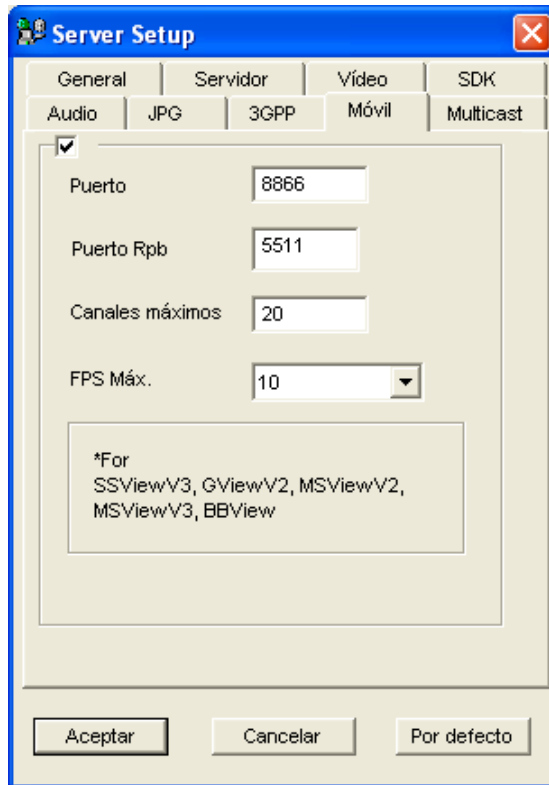 Server Setup
General Servidor Vídeo SDK
Audio JPG 3GPP Móvil Multicast
Puerto 8866
Puerto Rpb 5511
Canales máximos 20
FPS Máx. 10
*For
SSViewV3, GViewV2, MSViewV2,
MSViewV3, BBView
Aceptar Cancelar Por defecto